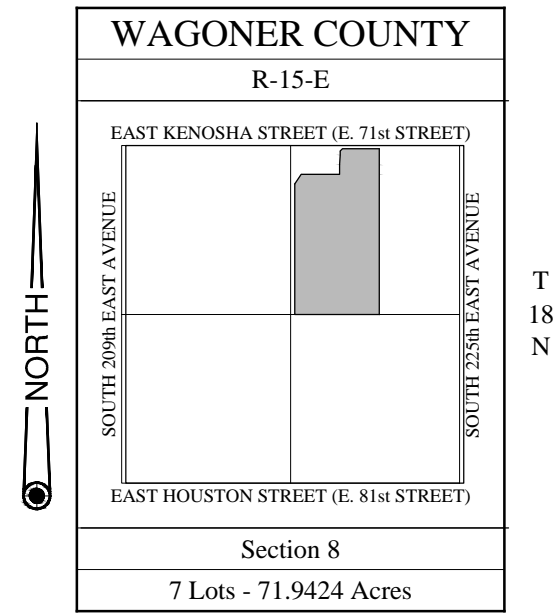 WAGONER COUNTY
R-15-E
EAST KENOSHA STREET (E. 71st STREET)
SOUTH 209th EAST AVENUE
SOUTH 225th EAST AVENUE
NORTH
T
18
N
EAST HOUSTON STREET (E. 81st STREET)
Section 8
7 Lots - 71.9424 Acres